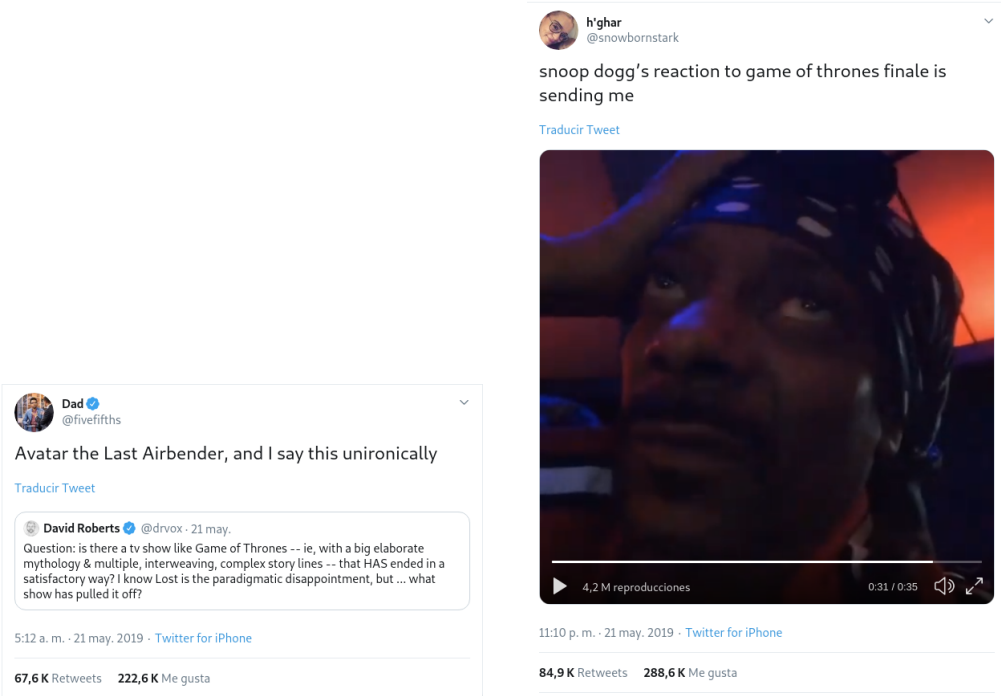 Dad
@fivefifths
Avatar the Last Airbender, and I say this unironically
Traducir Tweet
David Roberts @drvox · 21 may.
Question: is there a tv show like Game of Thrones -- ie, with a big elaborate
mythology & multiple, interweaving, complex story lines -- that HAS ended in a
satisfactory way? I know Lost is the paradigmatic disappointment, but ... what
show has pulled it off?
5:12 a. m. · 21 may. 2019 · Twitter for iPhone
67,6 K Retweets 222,6 K Me gusta
h'ghar
@snowbornstark
snoop dogg's reaction to game of thrones finale is
sending me
Traducir Tweet
4,2 M reproducciones 0:31 / 0:35
11:10 p. m. · 21 may. 2019 · Twitter for iPhone
84,9 K Retweets 288,6 K Me gusta